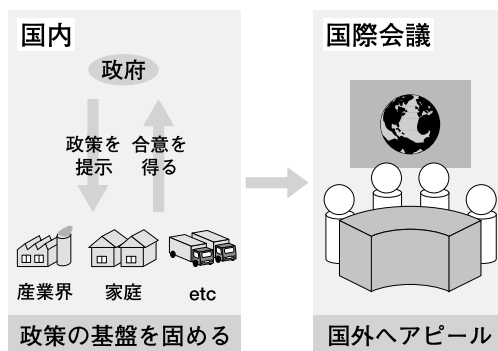 国内
政府
政策を
提示
合意を
得る
産業界
家庭
etc
政策の基盤を固める
国際会議
国外へアピール